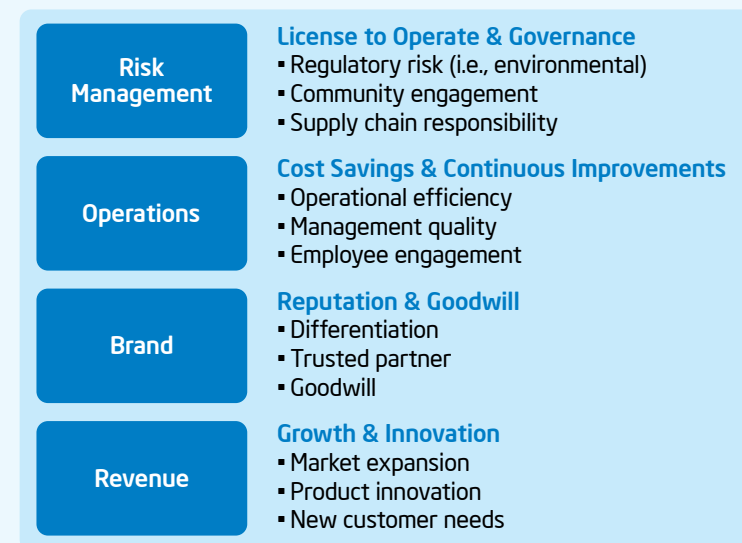 Risk
Management
License to Operate & Governance
▪ Regulatory risk (i.e., environmental)
▪ Community engagement
▪ Supply chain responsibility
Operations
Cost Savings & Continuous Improvements
▪ Operational efficiency
▪ Management quality
▪ Employee engagement
Brand
Reputation & Goodwill
▪ Differentiation
▪ Trusted partner
▪ Goodwill
Revenue
Growth & Innovation
▪ Market expansion
▪ Product innovation
▪ New customer needs